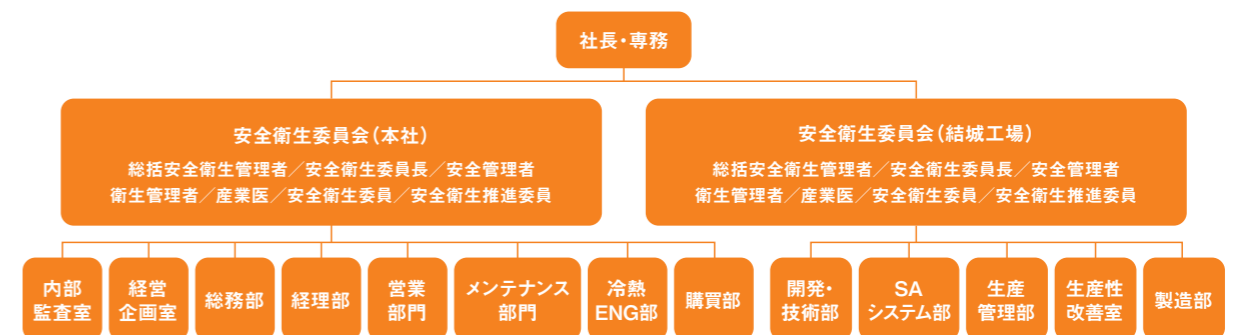 社長・専務
安全衛生委員会（本社）
総括安全衛生管理者／安全衛生委員長／安全管理者
衛生管理者／産業医／安全衛生委員／安全衛生推進委員
安全衛生委員会（結城工場）
総括安全衛生管理者／安全衛生委員長／安全管理者
衛生管理者／産業医／安全衛生委員／安全衛生推進委員
内部
監査室
経営
企画室
総務部
経理部
営業
部門
メンテナンス
部門
冷熱
ENG部
購買部
開発・
技術部
SA
システム部
生産
管理部
生産性
改善室
製造部